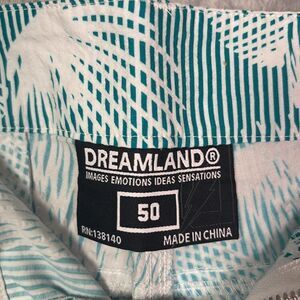 DREAMLAND®
IMAGES EMOTIONS IDEAS SENSATIONS
50
RN:138140
MADE IN CHINA